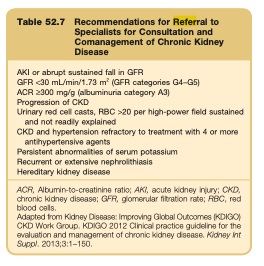 Table 52.7 Recommendations for Referral to
Specialists for Consultation and
Comanagement of Chronic Kidney
Disease
AKI or abrupt sustained fall in GFR
GFR <30 mL/min/1.73 m² (GFR categories G4–G5)
ACR ≥300 mg/g (albuminuria category A3)
Progression of CKD
Urinary red cell casts, RBC >20 per high-power field sustained
and not readily explained
CKD and hypertension refractory to treatment with 4 or more
antihypertensive agents
Persistent abnormalities of serum potassium
Recurrent or extensive nephrolithiasis
Hereditary kidney disease
ACR, Albumin-to-creatinine ratio; AKI, acute kidney injury; CKD,
chronic kidney disease; GFR, glomerular filtration rate; RBC, red
blood cells.
Adapted from Kidney Disease: Improving Global Outcomes (KDIGO)
CKD Work Group. KDIGO 2012 Clinical practice guideline for the
evaluation and management of chronic kidney disease. Kidney Int
Suppl. 2013;3:1–150.